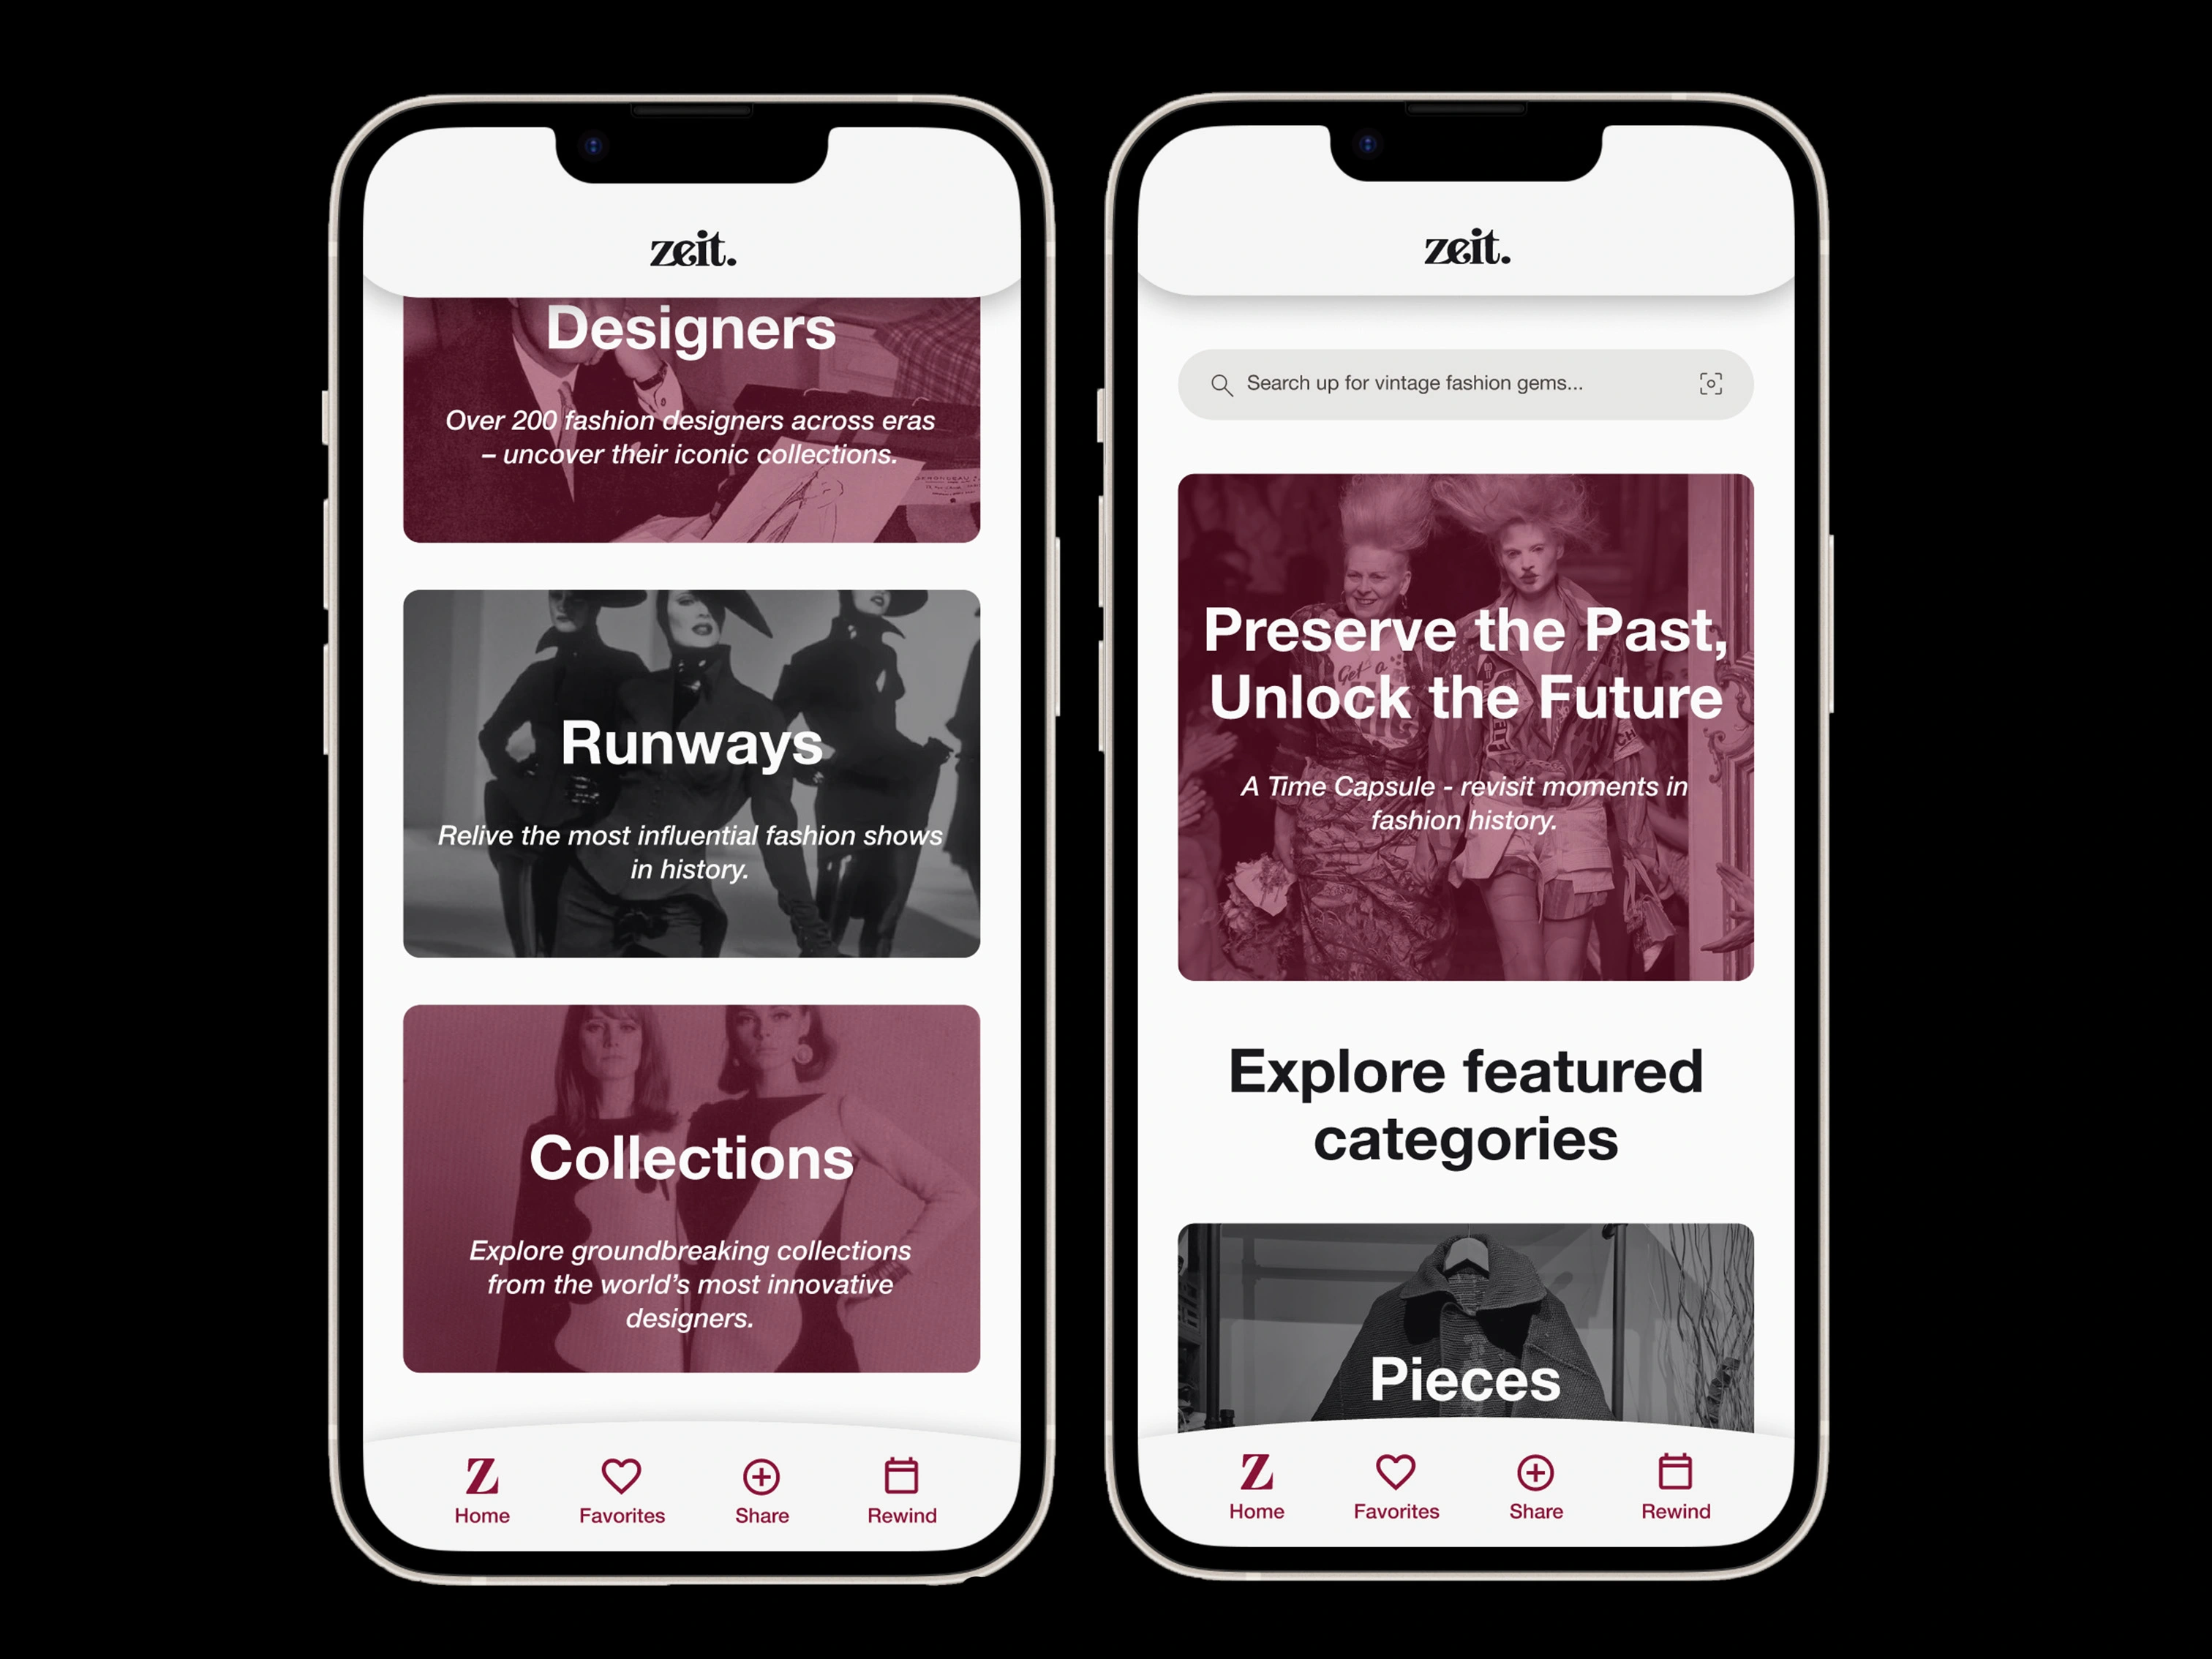 zeit.
Designers
Over 200 fashion designers across eras
– uncover their iconic collections.
Runways
Relive the most influential fashion shows
in history.
Collections
Explore groundbreaking collections
from the world’s most innovative
designers.
Z
Home
Favorites
Share
Rewind
zeit.
Search up for vintage fashion gems...
Get a
Preserve the Past,
Unlock the Future
A Time Capsule - revisit moments in
fashion history.
Explore featured
categories
Pieces
Z
Home
Favorites
Share
Rewind